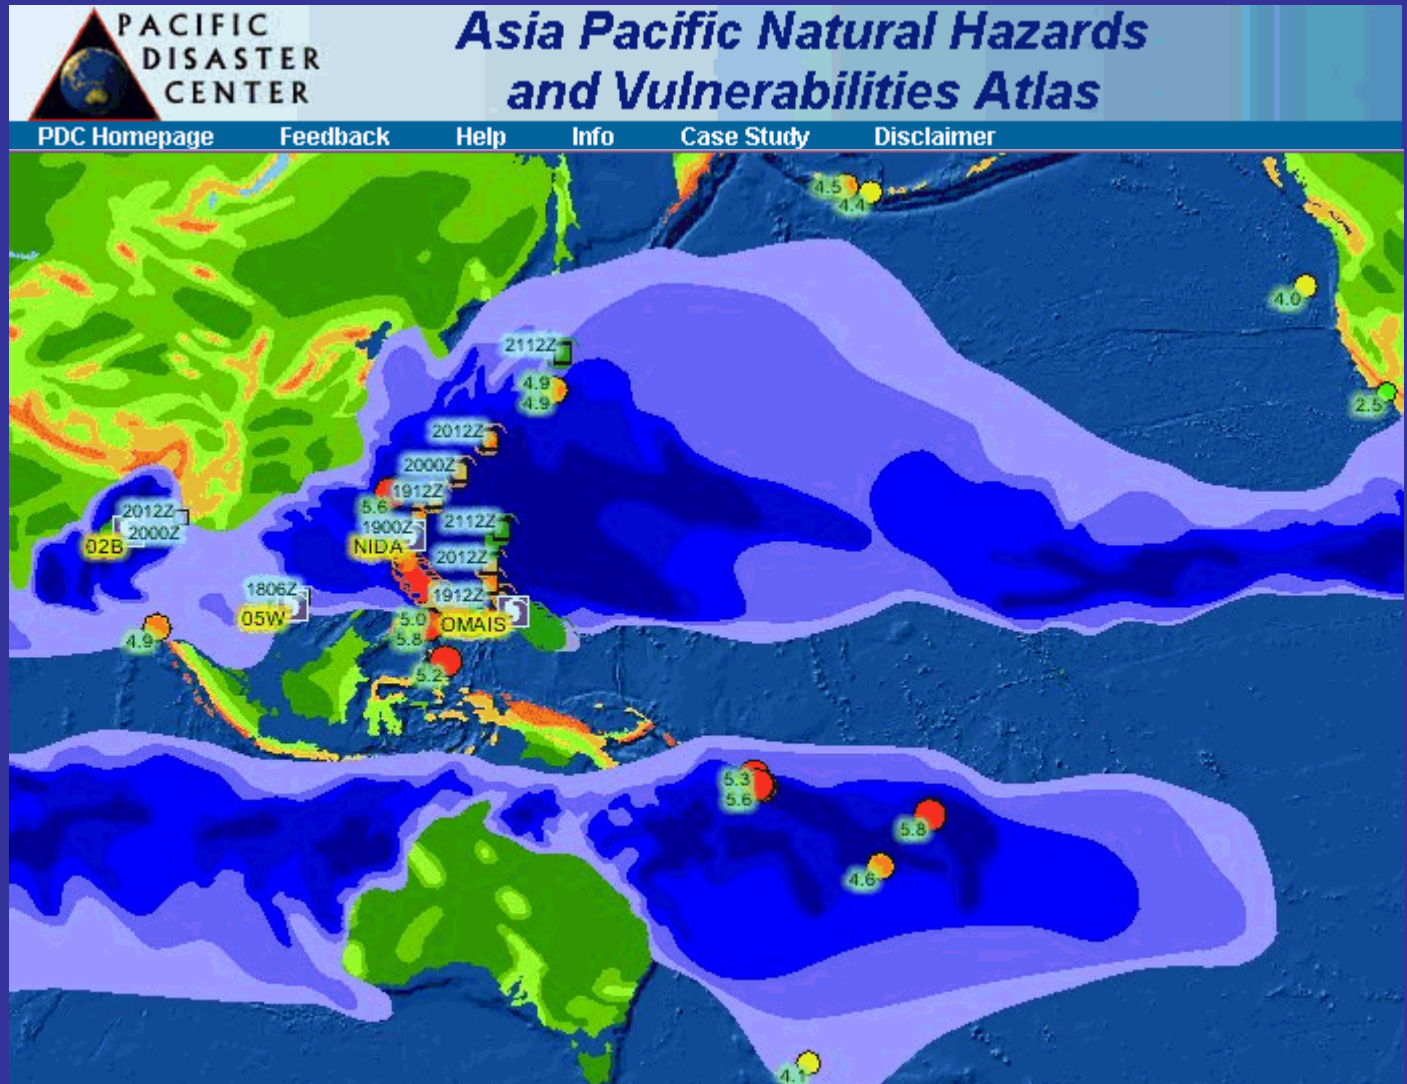 PACIFIC
DISASTER
CENTER
Asia Pacific Natural Hazards
and Vulnerabilities Atlas
PDC Homepage Feedback Help Info Case Study Disclaimer
4.5
4.4
4.0
2112Z
4.9
4.9
2.5
2012Z
2000Z
1912Z
5.6
2012Z
2000Z
1900Z
2112Z
02B
NIDA
2012Z
1806Z
1912Z
05W
5.0
OMAIS
4.9
5.8
5.2
5.3
5.6
5.8
4.6
4.1